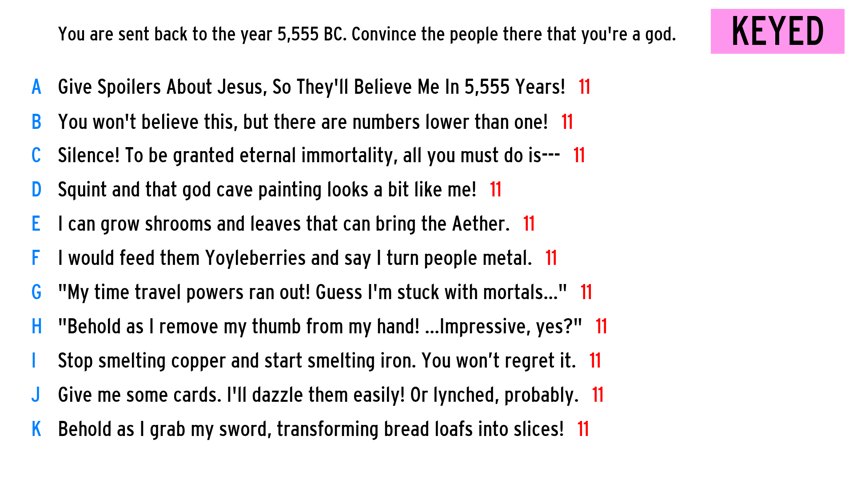 You are sent back to the year 5,555 BC. Convince the people there that you're a god.
KEYED
A Give Spoilers About Jesus, So They'll Believe Me In 5,555 Years! 11
B You won't believe this, but there are numbers lower than one! 11
C Silence! To be granted eternal immortality, all you must do is--- 11
D Squint and that god cave painting looks a bit like me! 11
E I can grow shrooms and leaves that can bring the Aether. 11
F I would feed them Yoyleberries and say I turn people metal. 11
G "My time travel powers ran out! Guess I'm stuck with mortals..." 11
H "Behold as I remove my thumb from my hand! ...Impressive, yes?" 11
I Stop smelting copper and start smelting iron. You won’t regret it. 11
J Give me some cards. I'll dazzle them easily! Or lynched, probably. 11
K Behold as I grab my sword, transforming bread loafs into slices! 11